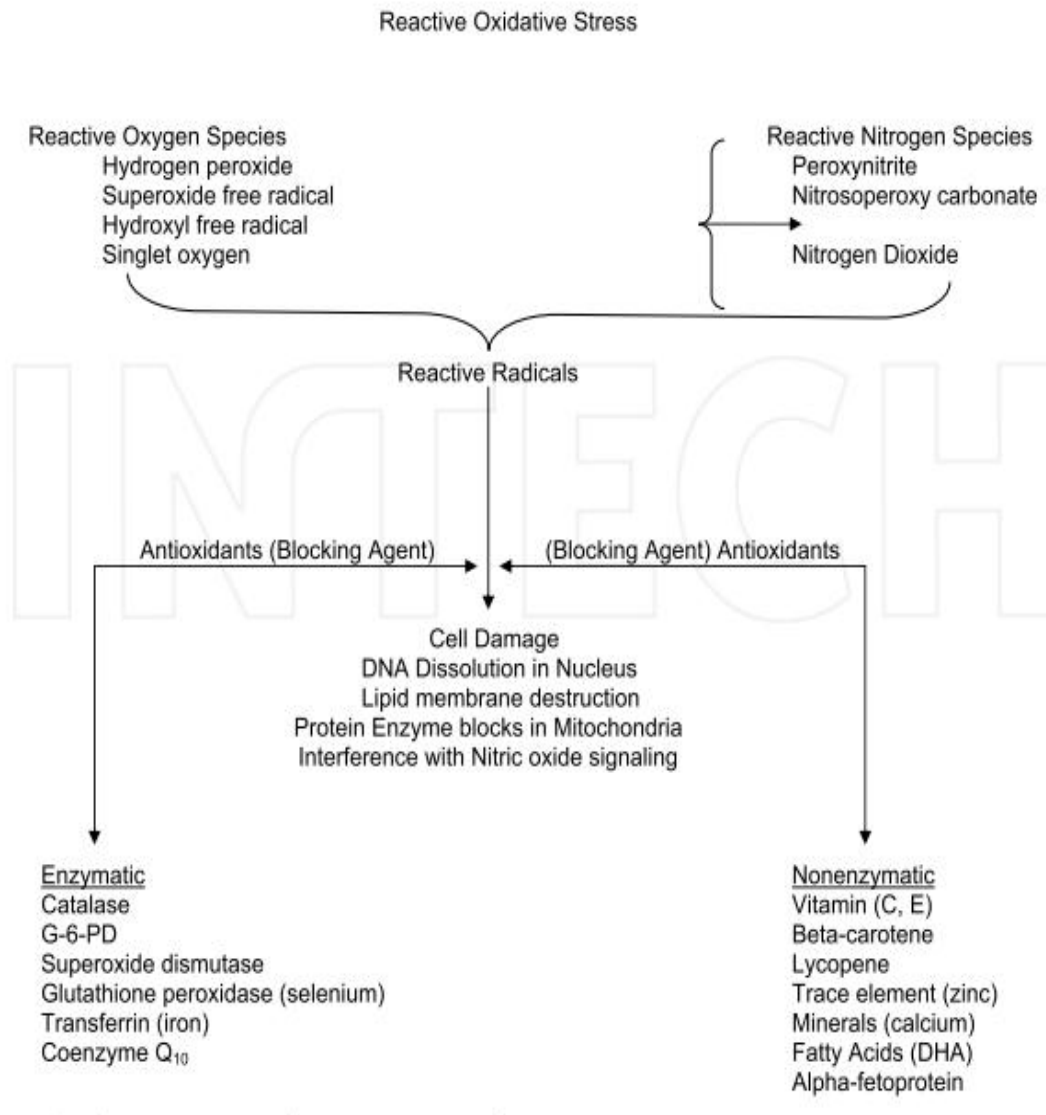 Reactive Oxidative Stress
Reactive Oxygen Species
Hydrogen peroxide
Superoxide free radical
Hydroxyl free radical
Singlet oxygen
Reactive Nitrogen Species
Peroxynitrite
Nitrosoperoxy carbonate
Nitrogen Dioxide
INTECH
Reactive Radicals
Antioxidants (Blocking Agent)
(Blocking Agent) Antioxidants
Cell Damage
DNA Dissolution in Nucleus
Lipid membrane destruction
Protein Enzyme blocks in Mitochondria
Interference with Nitric oxide signaling
Enzymatic
Catalase
G-6-PD
Superoxide dismutase
Glutathione peroxidase (selenium)
Transferrin (iron)
Coenzyme Q₁₀
Nonenzymatic
Vitamin (C, E)
Beta-carotene
Lycopene
Trace element (zinc)
Minerals (calcium)
Fatty Acids (DHA)
Alpha-fetoprotein